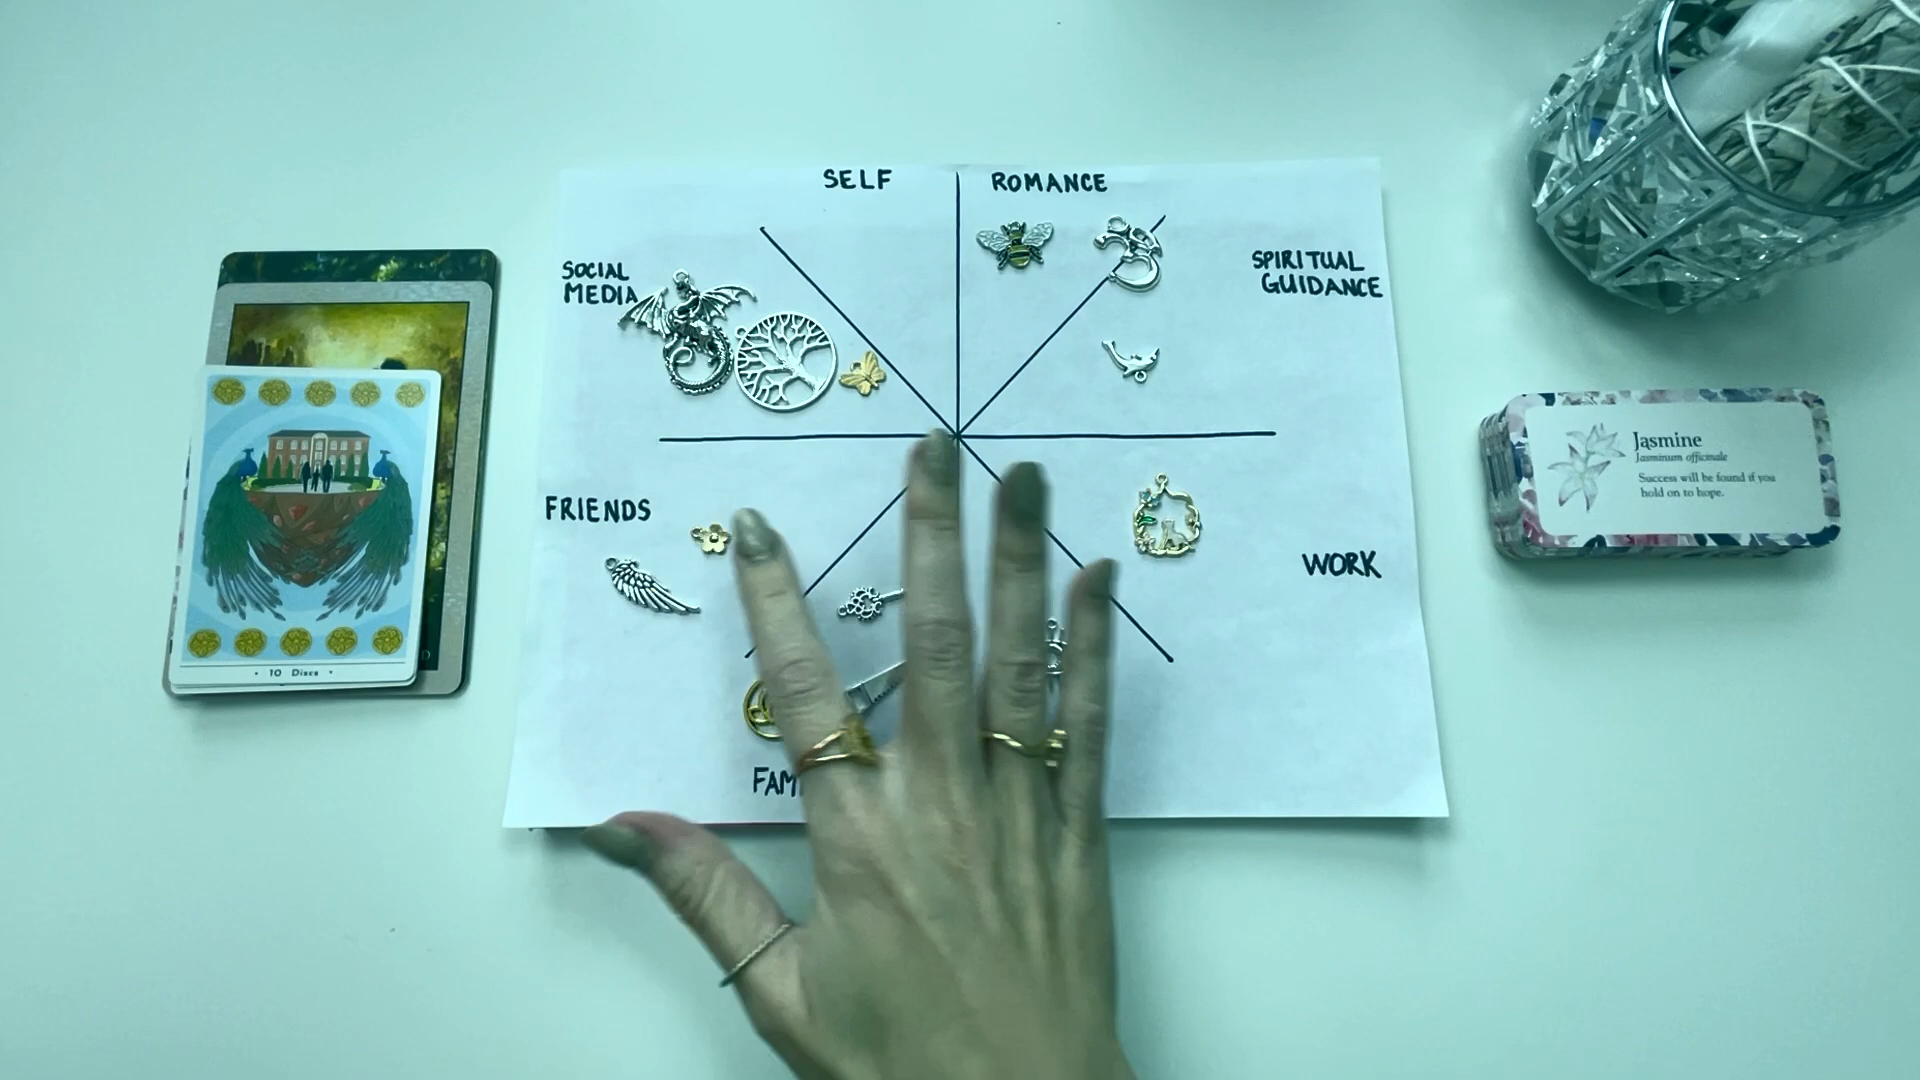 SELF
ROMANCE
SOCIAL
MEDIA
SPIRITUAL
GUIDANCE
FRIENDS
WORK
FAM
10 Discs
Jasmine
Jasminum officinale
Success will be found if you
hold on to hope.
D